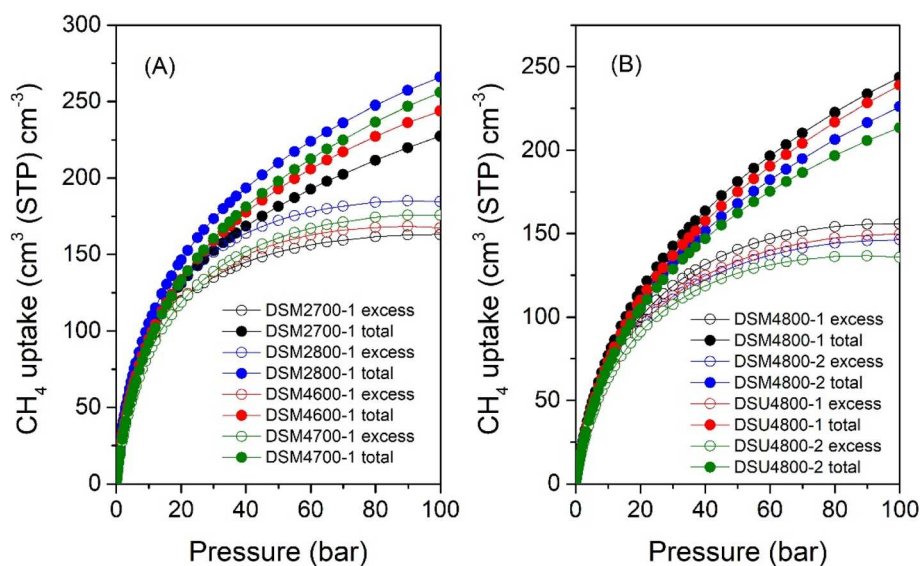 (A)
CH₄ uptake (cm³ (STP) cm⁻³)
300
250
200
150
100
50
0
DSM2700-1 excess
DSM2700-1 total
DSM2800-1 excess
DSM2800-1 total
DSM4600-1 excess
DSM4600-1 total
DSM4700-1 excess
DSM4700-1 total
0 20 40 60 80 100
Pressure (bar)
(B)
CH₄ uptake (cm³ (STP) cm⁻³)
250
200
150
100
50
0
DSM4800-1 excess
DSM4800-1 total
DSM4800-2 excess
DSM4800-2 total
DSU4800-1 excess
DSU4800-1 total
DSU4800-2 excess
DSU4800-2 total
0 20 40 60 80 100
Pressure (bar)